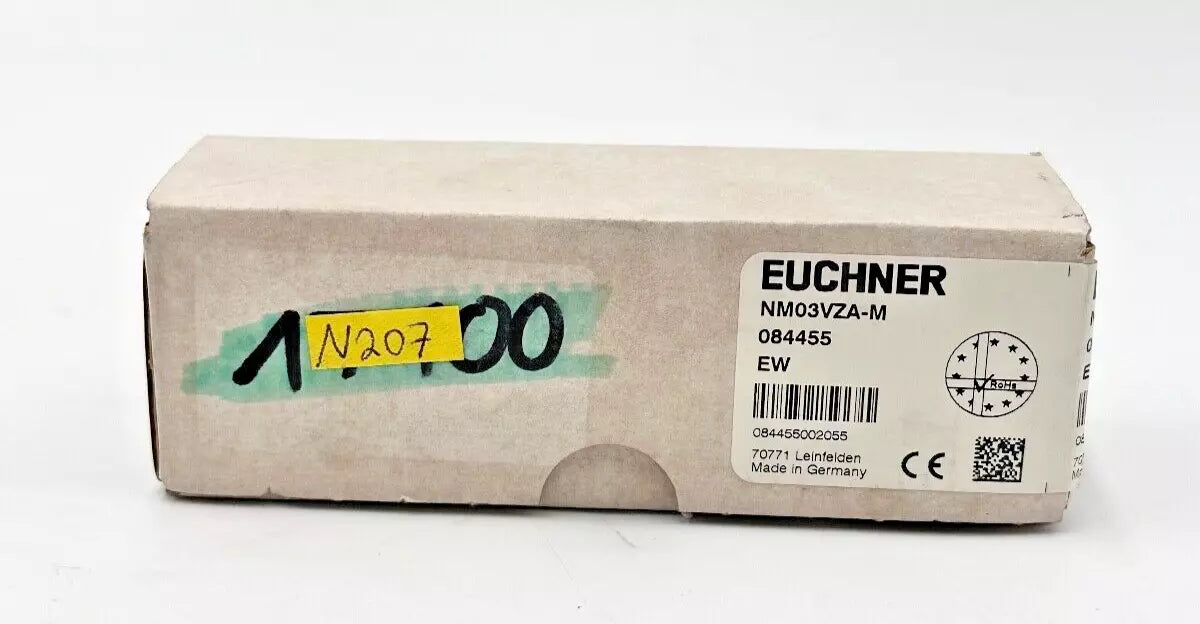 N207
EUCHNER
NM03VZA-M
084455
EW
RoHs
084455002055
70771 Leinfelden
Made in Germany
CE